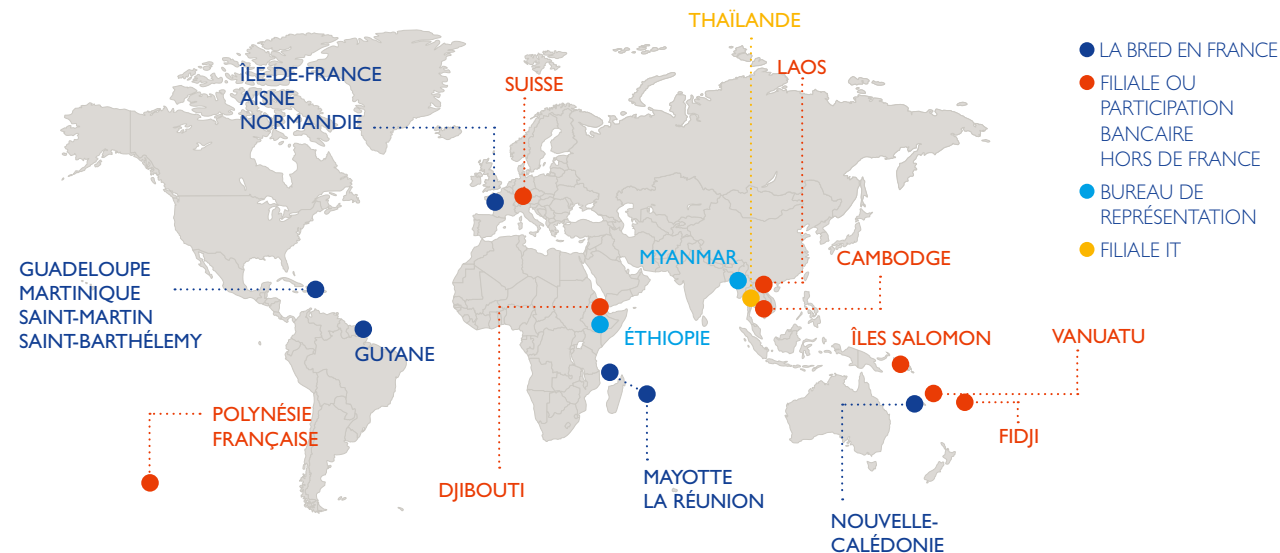 THAÏLANDE
ÎLE-DE-FRANCE
AISNE
NORMANDIE
SUISSE
LAOS
LA BRED EN FRANCE
FILIALE OU
PARTICIPATION
BANCAIRE
HORS DE FRANCE
BUREAU DE
REPRÉSENTATION
FILIALE IT
GUADELOUPE
MARTINIQUE
SAINT-MARTIN
SAINT-BARTHÉLEMY
MYANMAR
CAMBODGE
GUYANE
ÉTHIOPIE
ÎLES SALOMON
VANUATU
POLYNÉSIE
FRANÇAISE
FIDJI
DJIBOUTI
MAYOTTE
LA RÉUNION
NOUVELLE-
CALÉDONIE